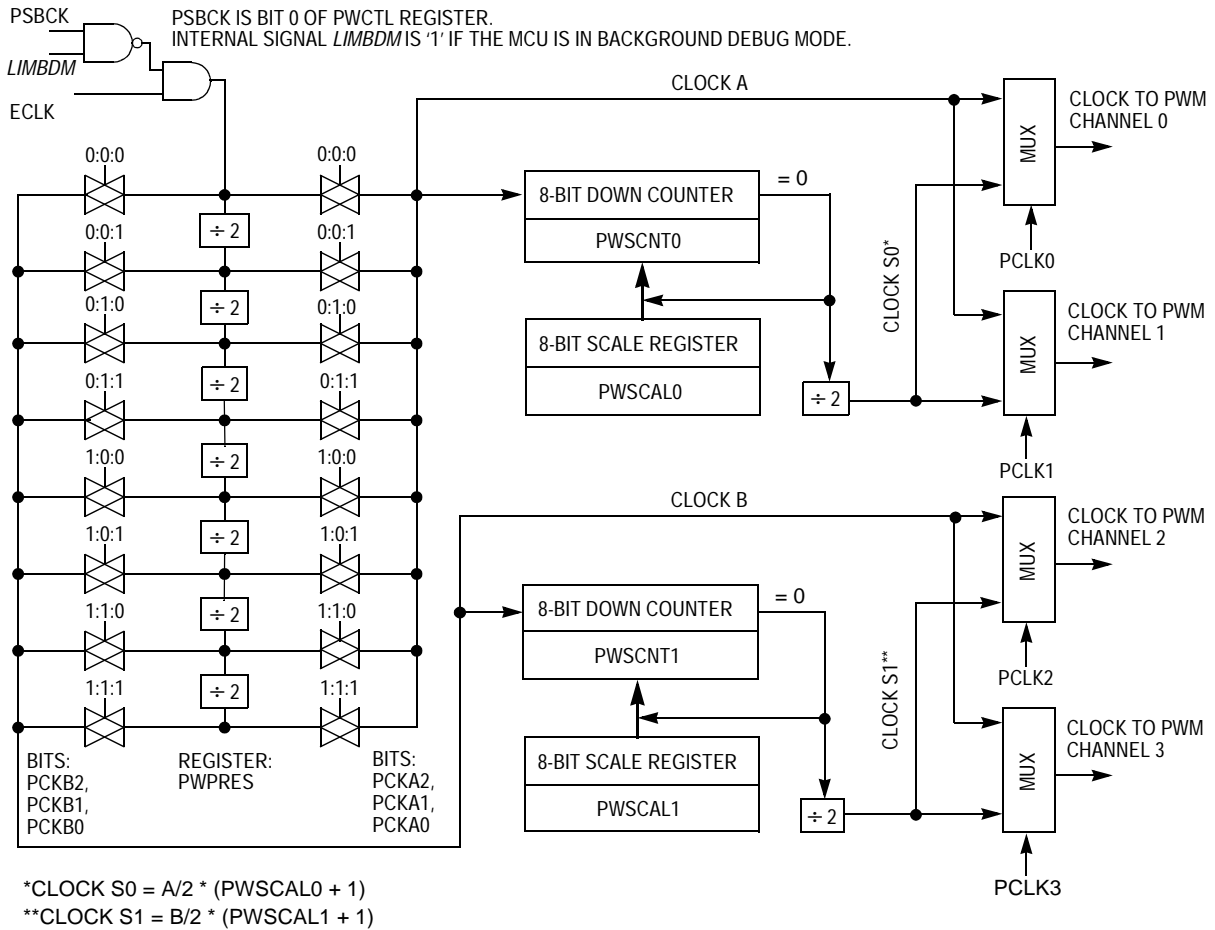 PSBCK
PSBCK IS BIT 0 OF PWCTL REGISTER.
INTERNAL SIGNAL LIMBDM IS ‘1’ IF THE MCU IS IN BACKGROUND DEBUG MODE.
LIMBDM
ECLK
CLOCK A
CLOCK TO PWM
CHANNEL 0
MUX
PCLK0
0:0:0
0:0:0
8-BIT DOWN COUNTER
= 0
PWSCNT0
÷ 2
0:0:1
0:0:1
÷ 2
0:1:0
0:1:0
8-BIT SCALE REGISTER
PWSCAL0
÷ 2
CLOCK S0*
CLOCK TO PWM
CHANNEL 1
MUX
PCLK1
÷ 2
0:1:1
0:1:1
÷ 2
1:0:0
1:0:0
÷ 2
1:0:1
1:0:1
÷ 2
1:1:0
1:1:0
÷ 2
1:1:1
1:1:1
CLOCK B
CLOCK TO PWM
CHANNEL 2
MUX
PCLK2
8-BIT DOWN COUNTER
= 0
PWSCNT1
8-BIT SCALE REGISTER
PWSCAL1
÷ 2
CLOCK S1**
CLOCK TO PWM
CHANNEL 3
MUX
PCLK3
BITS:
PCKB2,
PCKB1,
PCKB0
REGISTER:
PWPRES
BITS:
PCKA2,
PCKA1,
PCKA0
*CLOCK S0 = A/2 * (PWSCAL0 + 1)
**CLOCK S1 = B/2 * (PWSCAL1 + 1)